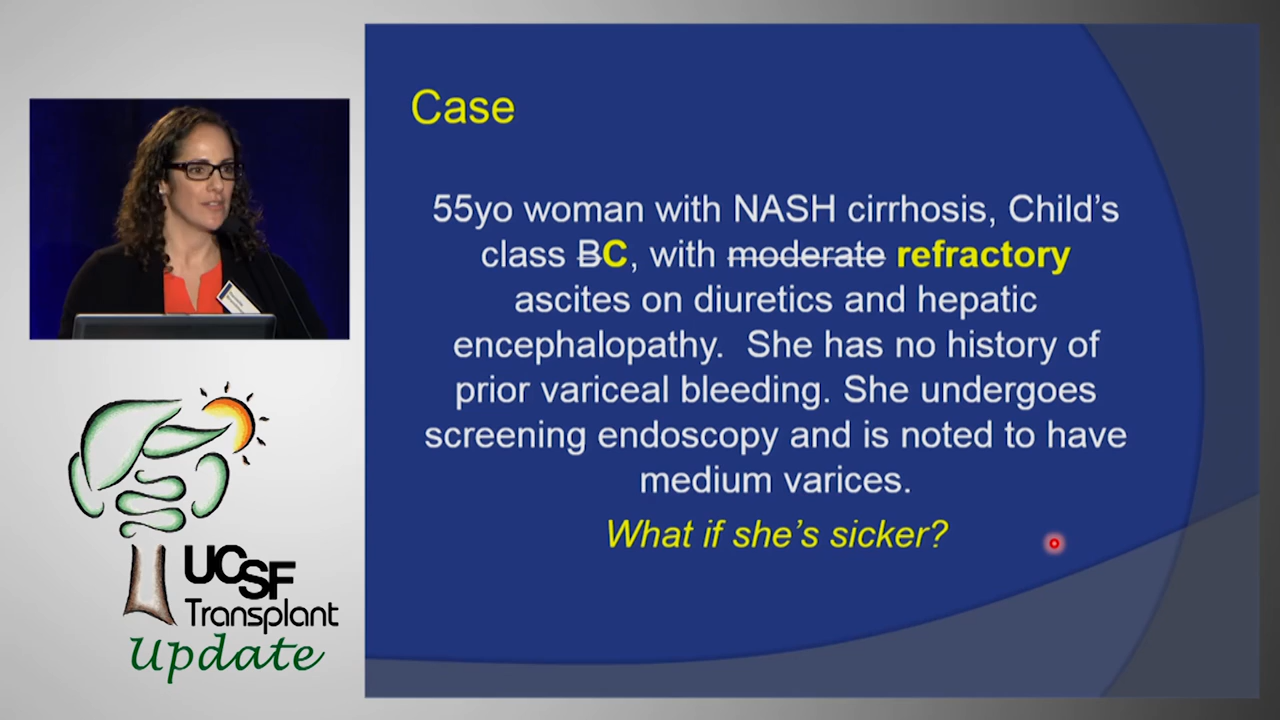 Case
55yo woman with NASH cirrhosis, Child's
class BC, with moderate refractory
ascites on diuretics and hepatic
encephalopathy. She has no history of
prior variceal bleeding. She undergoes
screening endoscopy and is noted to have
medium varices.
What if she's sicker?
UCSF
Transplant
Update